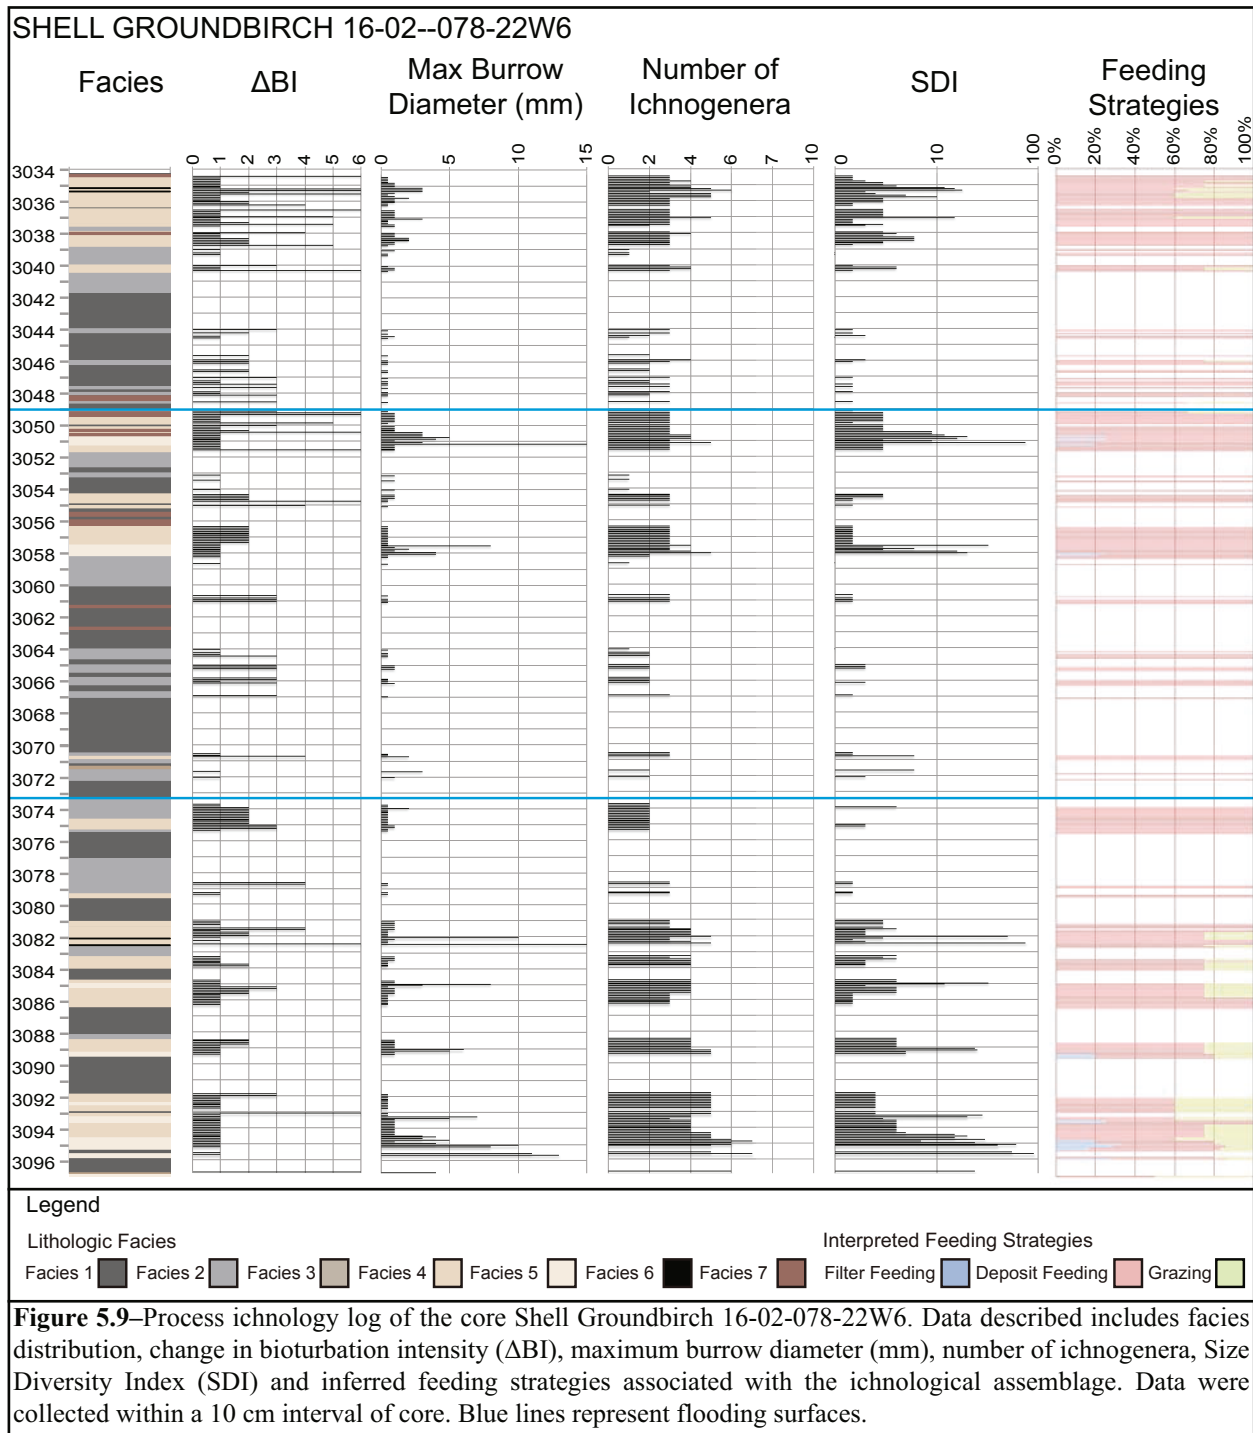 SHELL GROUNDBIRCH 16-02--078-22W6
Facies
ΔBI
Max Burrow
Diameter (mm)
Number of
Ichnogenera
SDI
Feeding
Strategies
0 1 2 3 4 5 6
0 5 10 15
0 2 4 6 7 10
0 10 100
0% 20% 40% 60% 80% 100%
3034
3036
3038
3040
3042
3044
3046
3048
3050
3052
3054
3056
3058
3060
3062
3064
3066
3068
3070
3072
3074
3076
3078
3080
3082
3084
3086
3088
3090
3092
3094
3096
Legend
Lithologic Facies
Interpreted Feeding Strategies
Facies 1 Facies 2 Facies 3 Facies 4 Facies 5 Facies 6 Facies 7 Filter Feeding Deposit Feeding Grazing
Figure 5.9–Process ichnology log of the core Shell Groundbirch 16-02-078-22W6. Data described includes facies
distribution, change in bioturbation intensity (ΔBI), maximum burrow diameter (mm), number of ichnogenera, Size
Diversity Index (SDI) and inferred feeding strategies associated with the ichnological assemblage. Data were
collected within a 10 cm interval of core. Blue lines represent flooding surfaces.